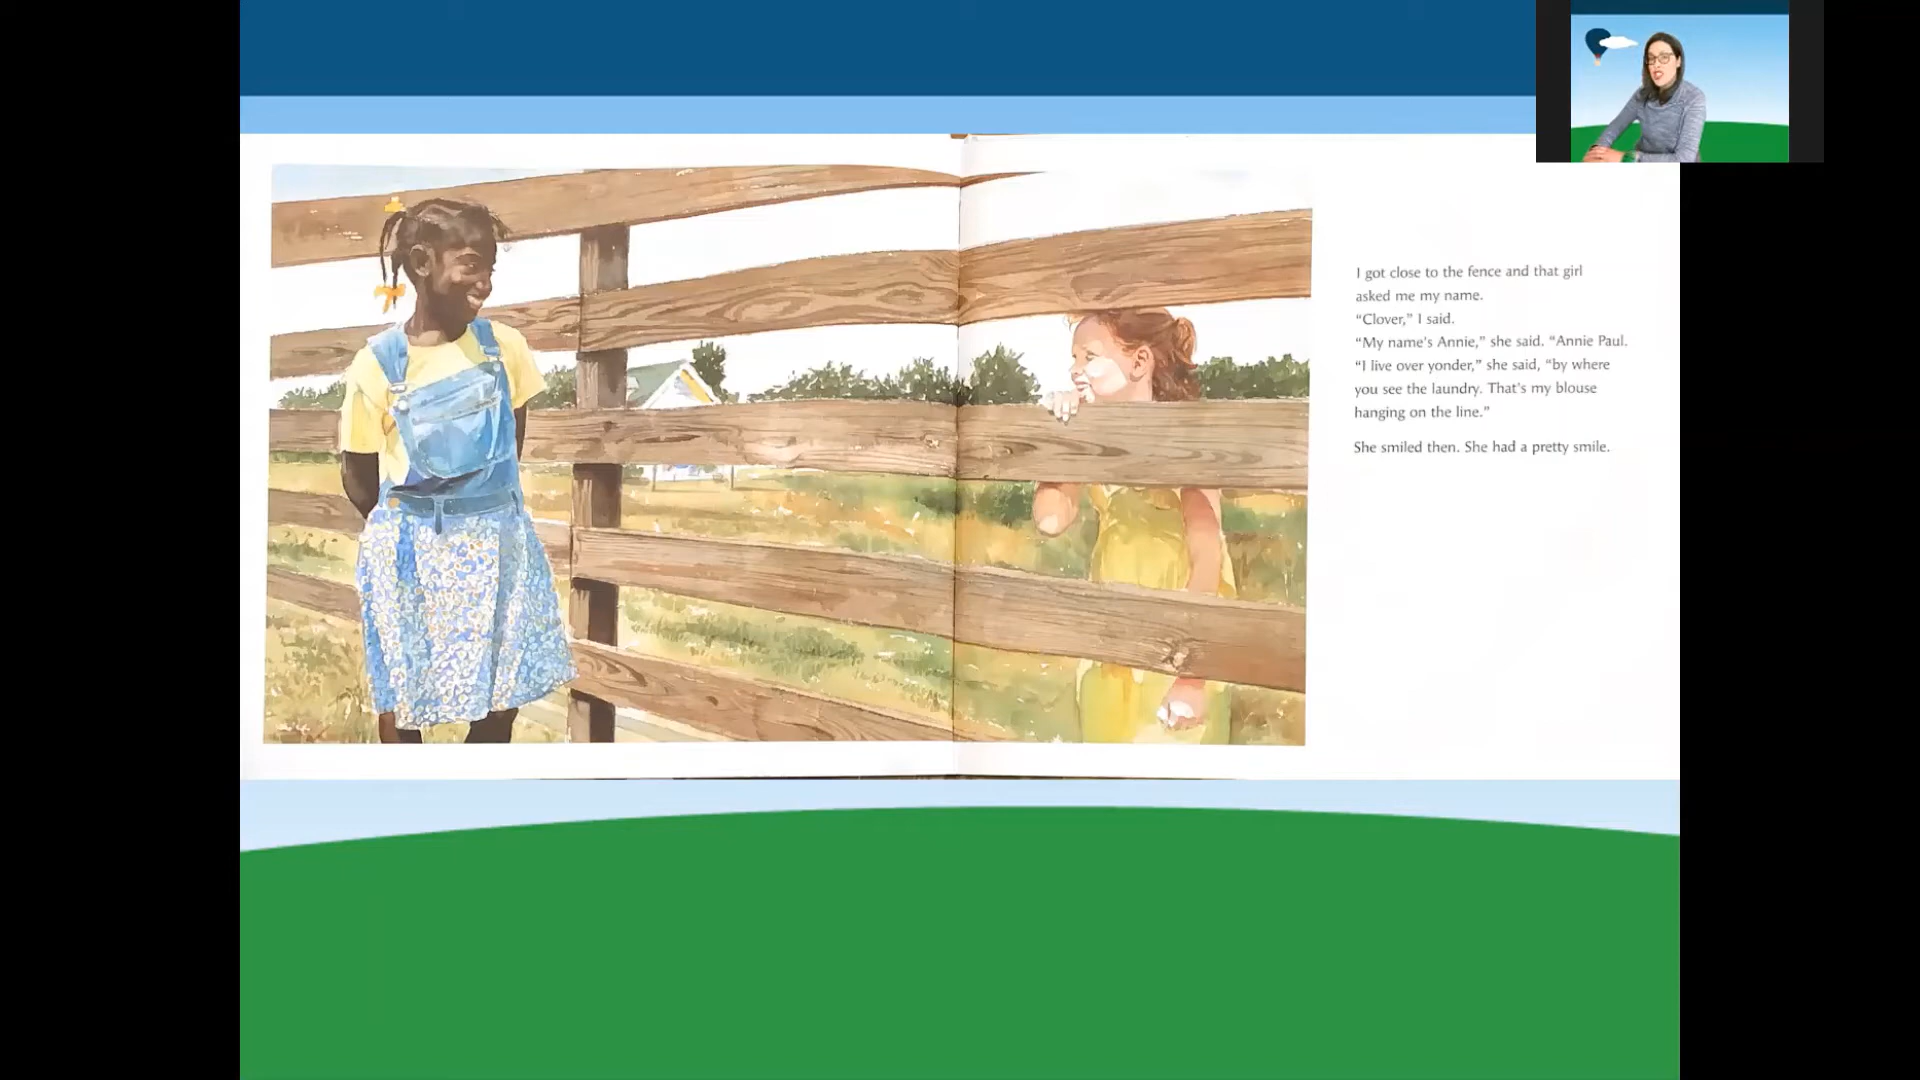 I got close to the fence and that girl
asked me my name.
“Clover,” I said.
“My name’s Annie,” she said. “Annie Paul.
“I live over yonder,” she said, “by where
you see the laundry. That’s my blouse
hanging on the line.”
She smiled then. She had a pretty smile.